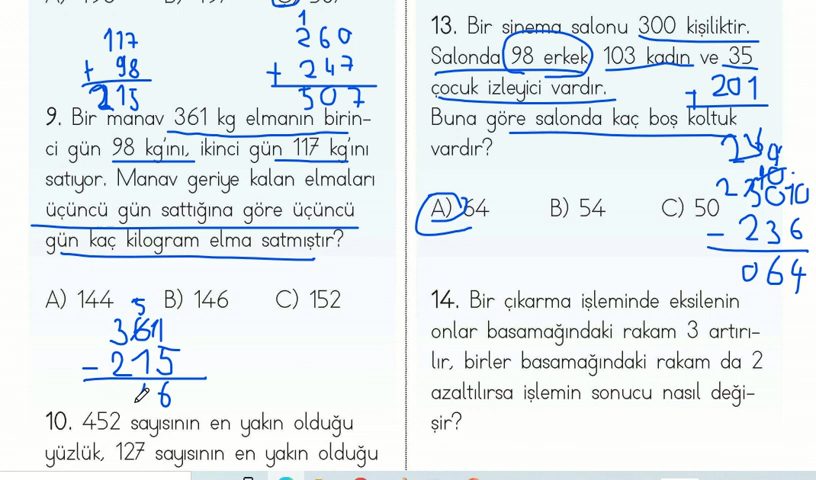 117
+ 98
215
1
260
+ 247
507
9. Bir manav 361 kg elmanın birin-
ci gün 98 kg'ını, ikinci gün 117 kg'ını
satıyor. Manav geriye kalan elmaları
üçüncü gün sattığına göre üçüncü
gün kaç kilogram elma satmıştır?
A) 144 B) 146 C) 152
5
361
- 215
6
10. 452 sayısının en yakın olduğu
yüzlük, 127 sayısının en yakın olduğu
13. Bir sinema salonu 300 kişiliktir.
Salonda 98 erkek, 103 kadın ve 35
çocuk izleyici vardır.
+ 201
Buna göre salonda kaç boş koltuk
vardır?
- 236
064
A) 64 B) 54 C) 50
14. Bir çıkarma işleminde eksilenin
onlar basamağındaki rakam 3 artırı-
lır, birler basamağındaki rakam da 2
azaltılırsa işlemin sonucu nasıl deği-
şir?